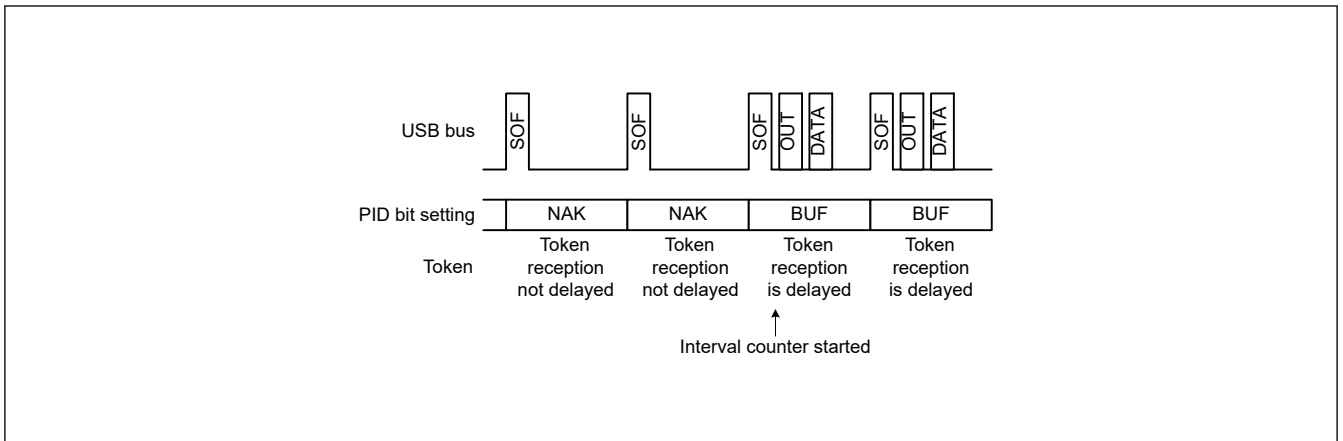 USB bus
SOF
SOF
SOF
OUT
DATA
SOF
OUT
DATA
PID bit setting
NAK
NAK
BUF
BUF
Token
Token
reception
not delayed
Token
reception
not delayed
Token
reception
is delayed
Token
reception
is delayed
Interval counter started